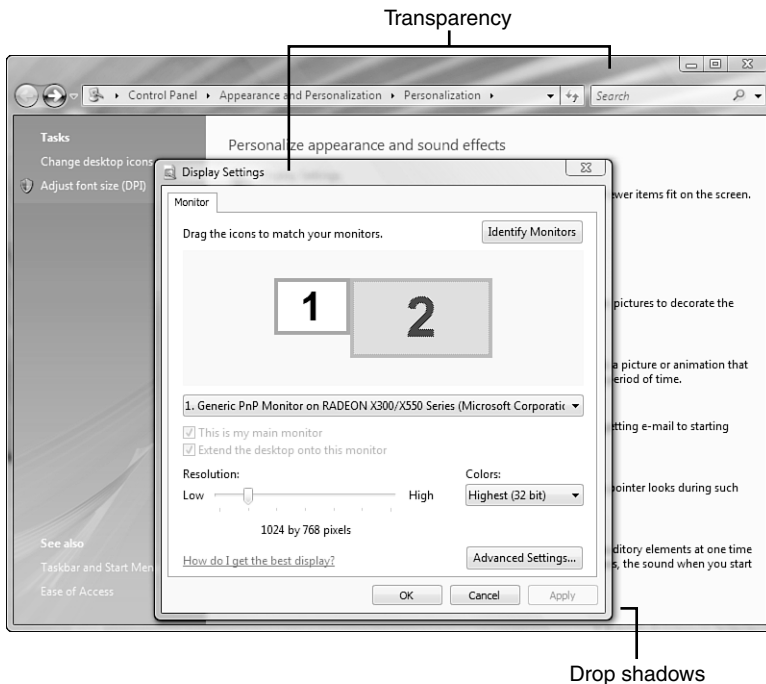 Transparency
Control Panel Appearance and Personalization Personalization
Search
Tasks
Change desktop icons
Adjust font size (DPI)
Personalize appearance and sound effects
Display Settings
Monitor
Drag the icons to match your monitors.
Identify Monitors
1
2
1. Generic PnP Monitor on RADEON X300/X550 Series (Microsoft
This is my main monitor
Extend the desktop onto this monitor
Resolution:
Low
High
1024 by 768 pixels
Colors:
Highest (32 bit)
How do I get the best display?
Advanced Settings...
OK
Cancel
Apply
items fit on the screen.
pictures to decorate the
a picture or animation that
of time.
e-mail to starting
pointer looks during such
elements at one time
the sound when you start
See also
Taskbar and Start
Ease of Access
Drop shadows